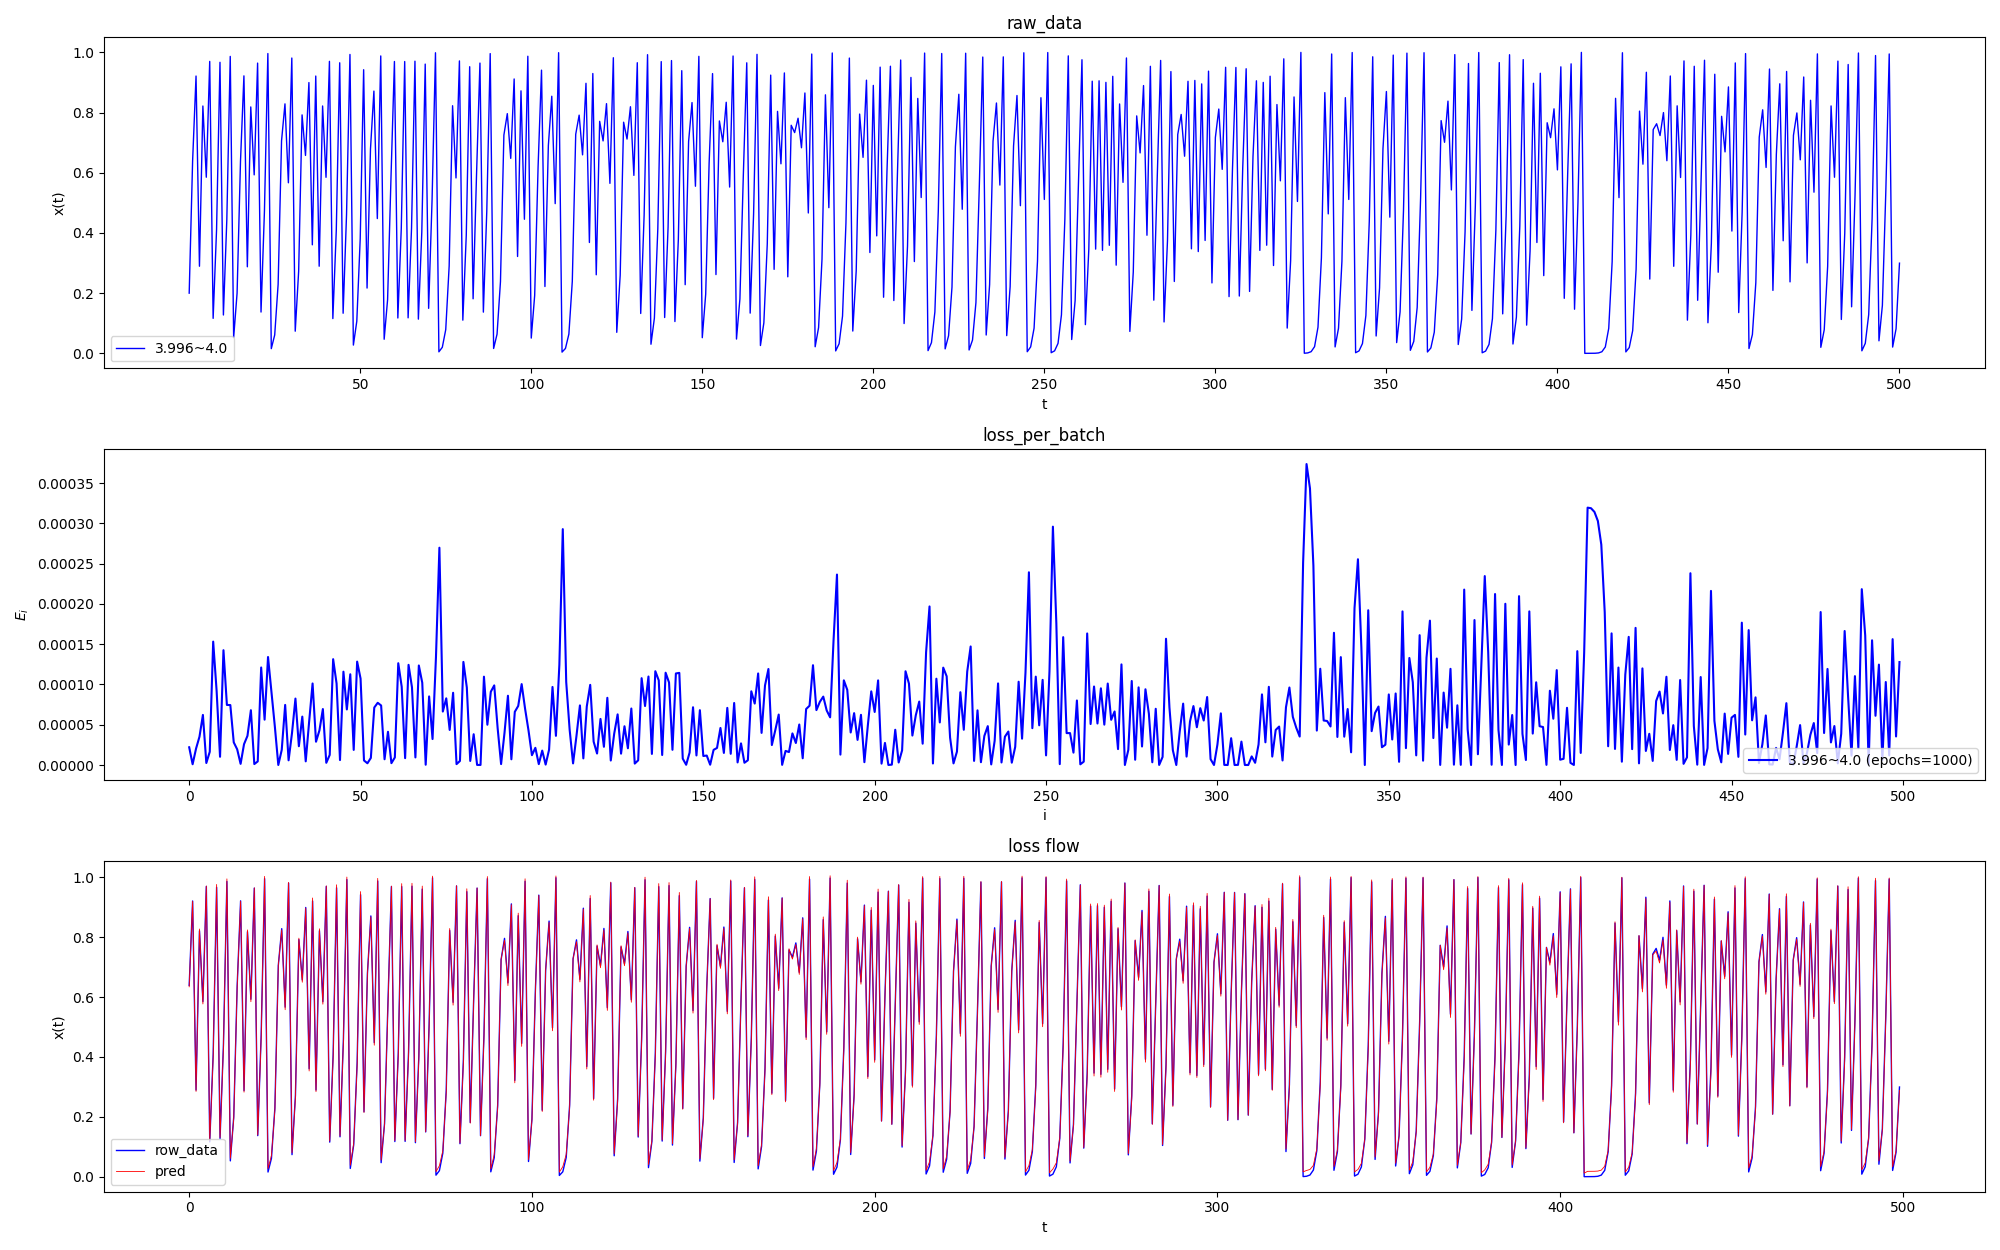 raw_data
x(t)
1.0
0.8
0.6
0.4
0.2
0.0
3.996~4.0
50 100 150 200 250 300 350 400 450 500
t
loss_per_batch
E_i
0.00035
0.00030
0.00025
0.00020
0.00015
0.00010
0.00005
0.00000
3.996~4.0 (epochs=1000)
0 50 100 150 200 250 300 350 400 450 500
i
loss flow
x(t)
1.0
0.8
0.6
0.4
0.2
0.0
row_data
pred
0 100 200 300 400 500
t